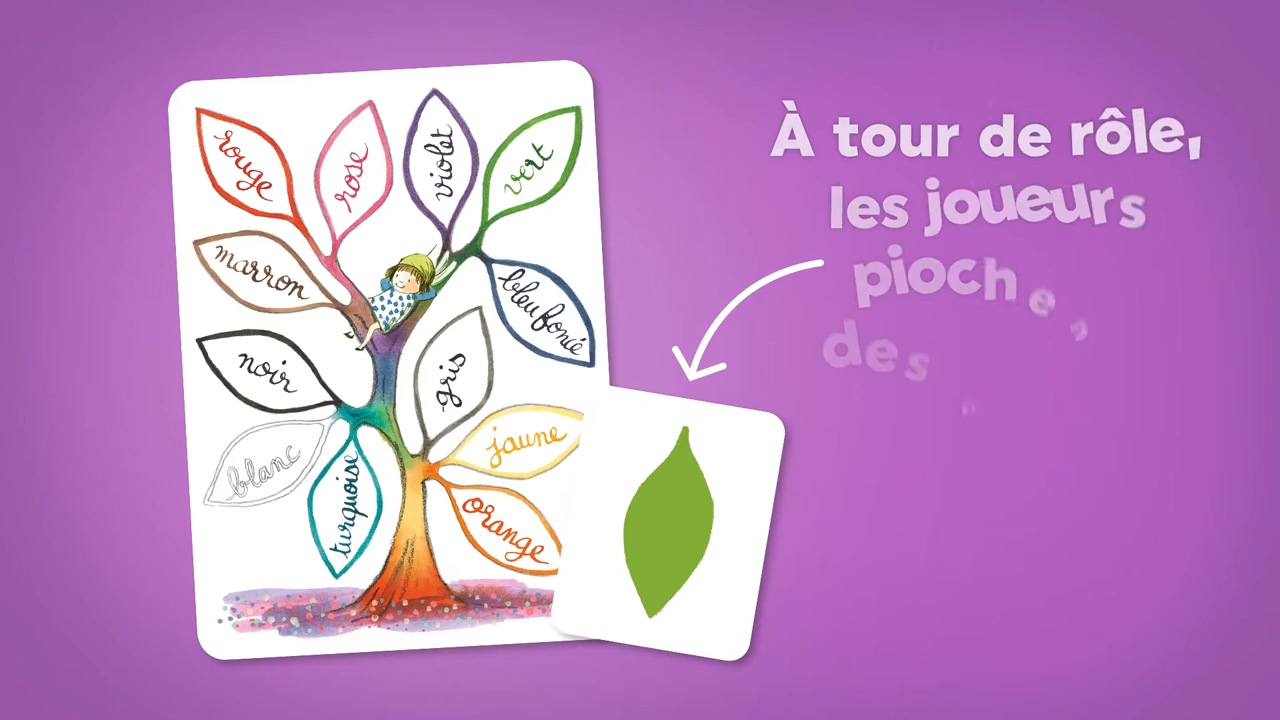 rouge
rose
violet
vert
marron
bleu foncé
noir
gris
blanc
turquoise
jaune
orange
À tour de rôle,
les joueurs
pioche
des